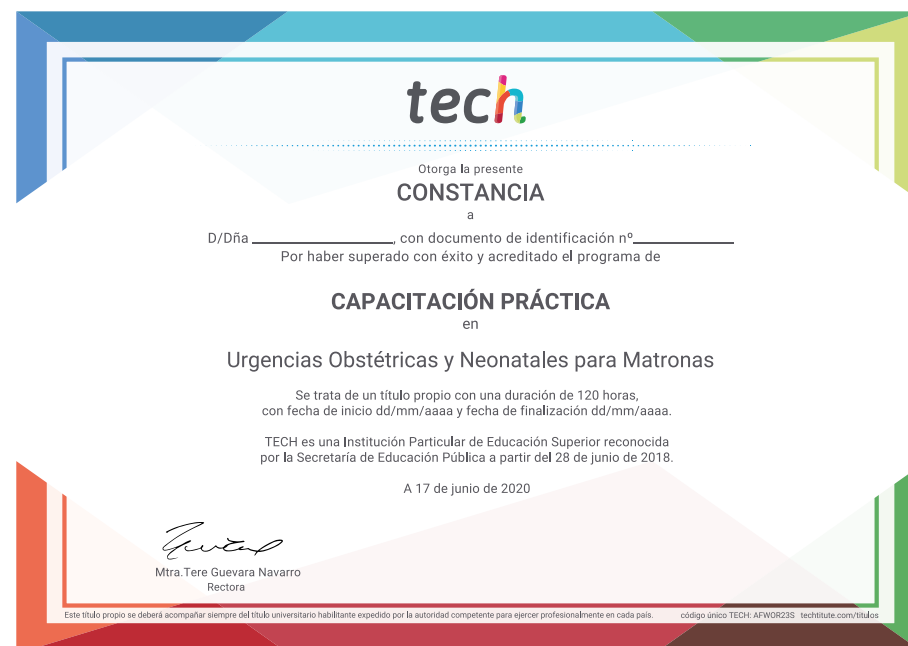 tech
Otorga la presente
CONSTANCIA
a
D/Dña ____________________, con documento de identificación nº______________
Por haber superado con éxito y acreditado el programa de
CAPACITACIÓN PRÁCTICA
en
Urgencias Obstétricas y Neonatales para Matronas
Se trata de un título propio con una duración de 120 horas,
con fecha de inicio dd/mm/aaaa y fecha de finalización dd/mm/aaaa.
TECH es una Institución Particular de Educación Superior reconocida
por la Secretaría de Educación Pública a partir del 28 de junio de 2018.
A 17 de junio de 2020
Mtra.Tere Guevara Navarro
Rectora
Este título propio se deberá acompañar siempre del título universitario habilitante expedido por la autoridad competente para ejercer profesionalmente en cada país. código único TECH: AFWOR23S techtitute.com/titulos